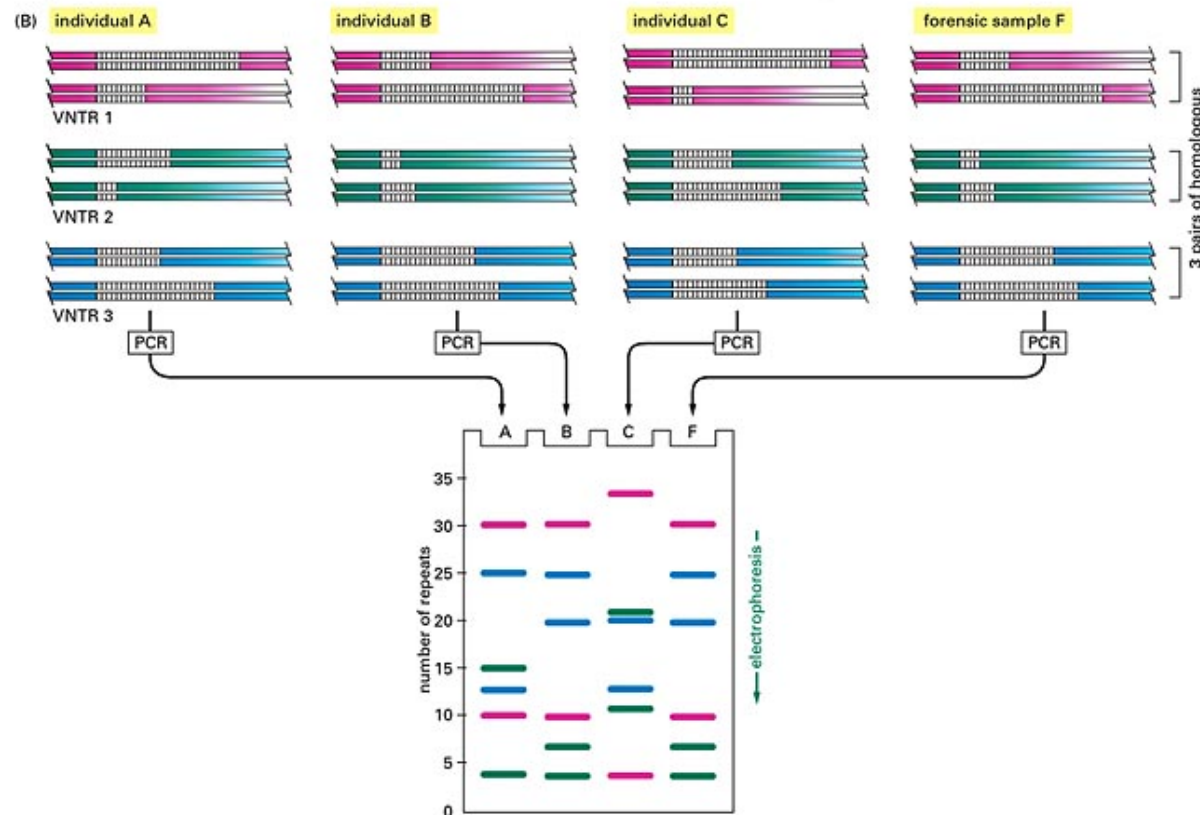 (B) individual A individual B individual C forensic sample F
VNTR 1
VNTR 2
VNTR 3
3 pairs of homologous
PCR PCR PCR PCR
A B C F
number of repeats
35
30
25
20
15
10
5
0
electrophoresis